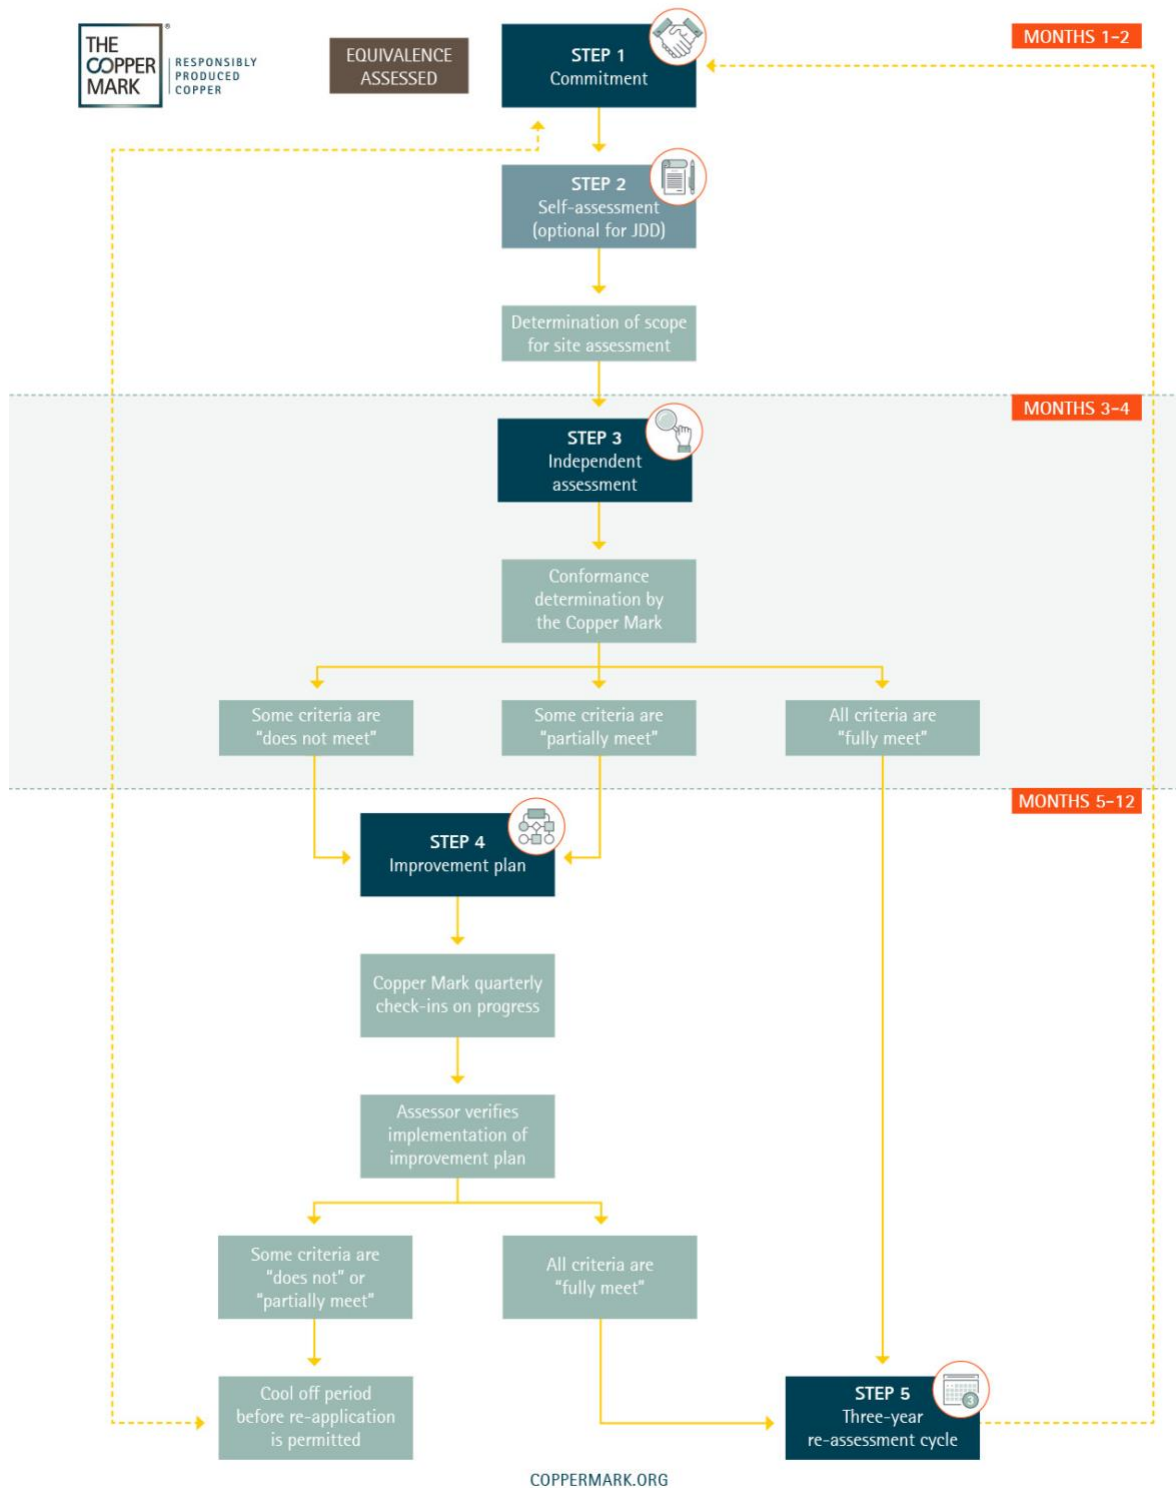 THE
COPPER
MARK
®
RESPONSIBLY
PRODUCED
COPPER
EQUIVALENCE
ASSESSED
STEP 1
Commitment
MONTHS 1-2
STEP 2
Self-assessment
(optional for JDD)
Determination of scope
for site assessment
MONTHS 3-4
STEP 3
Independent
assessment
Conformance
determination by
the Copper Mark
Some criteria are
"does not meet"
Some criteria are
"partially meet"
All criteria are
"fully meet"
MONTHS 5-12
STEP 4
Improvement plan
Copper Mark quarterly
check-ins on progress
Assessor verifies
implementation of
improvement plan
Some criteria are
"does not" or
"partially meet"
All criteria are
"fully meet"
Cool off period
before re-application
is permitted
STEP 5
Three-year
re-assessment cycle
3
COPPERMARK.ORG